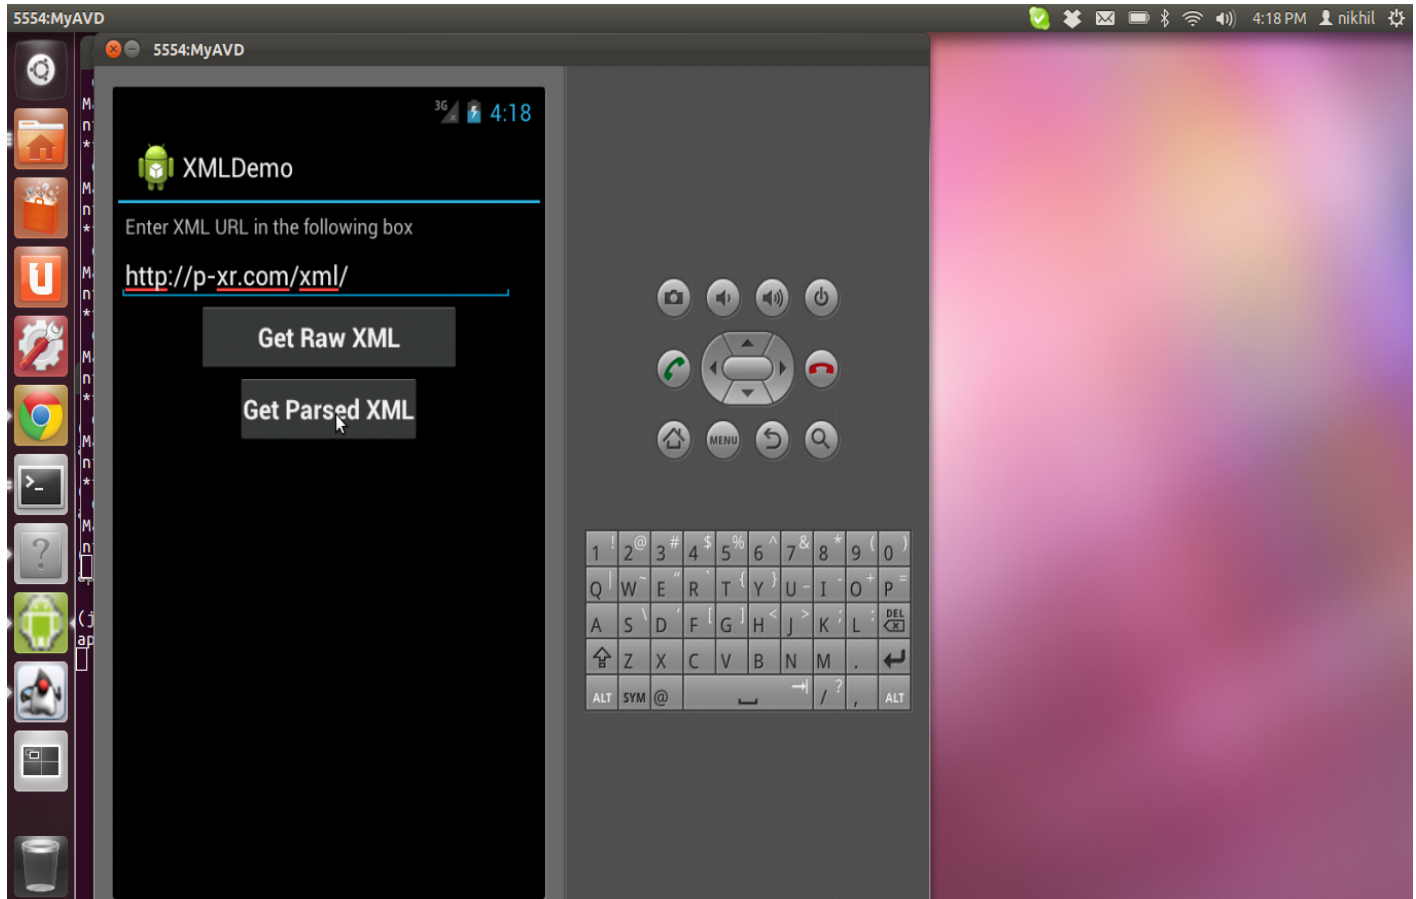 5554:MyAVD
4:18 PM nikhil
5554:MyAVD
3G 4:18
XMLDemo
Enter XML URL in the following box
http://p-xr.com/xml/
Get Raw XML
Get Parsed XML
MENU
1 ! 2 @ 3 # 4 $ 5 % 6 ^ 7 & 8 * 9 ( 0 )
Q | W ~ E " R ` T { Y } U _ I - O + P =
A S \ D ' F [ G ] H < J > K ; L : DEL
Z X C V B N M .
ALT SYM @ / ? , ALT